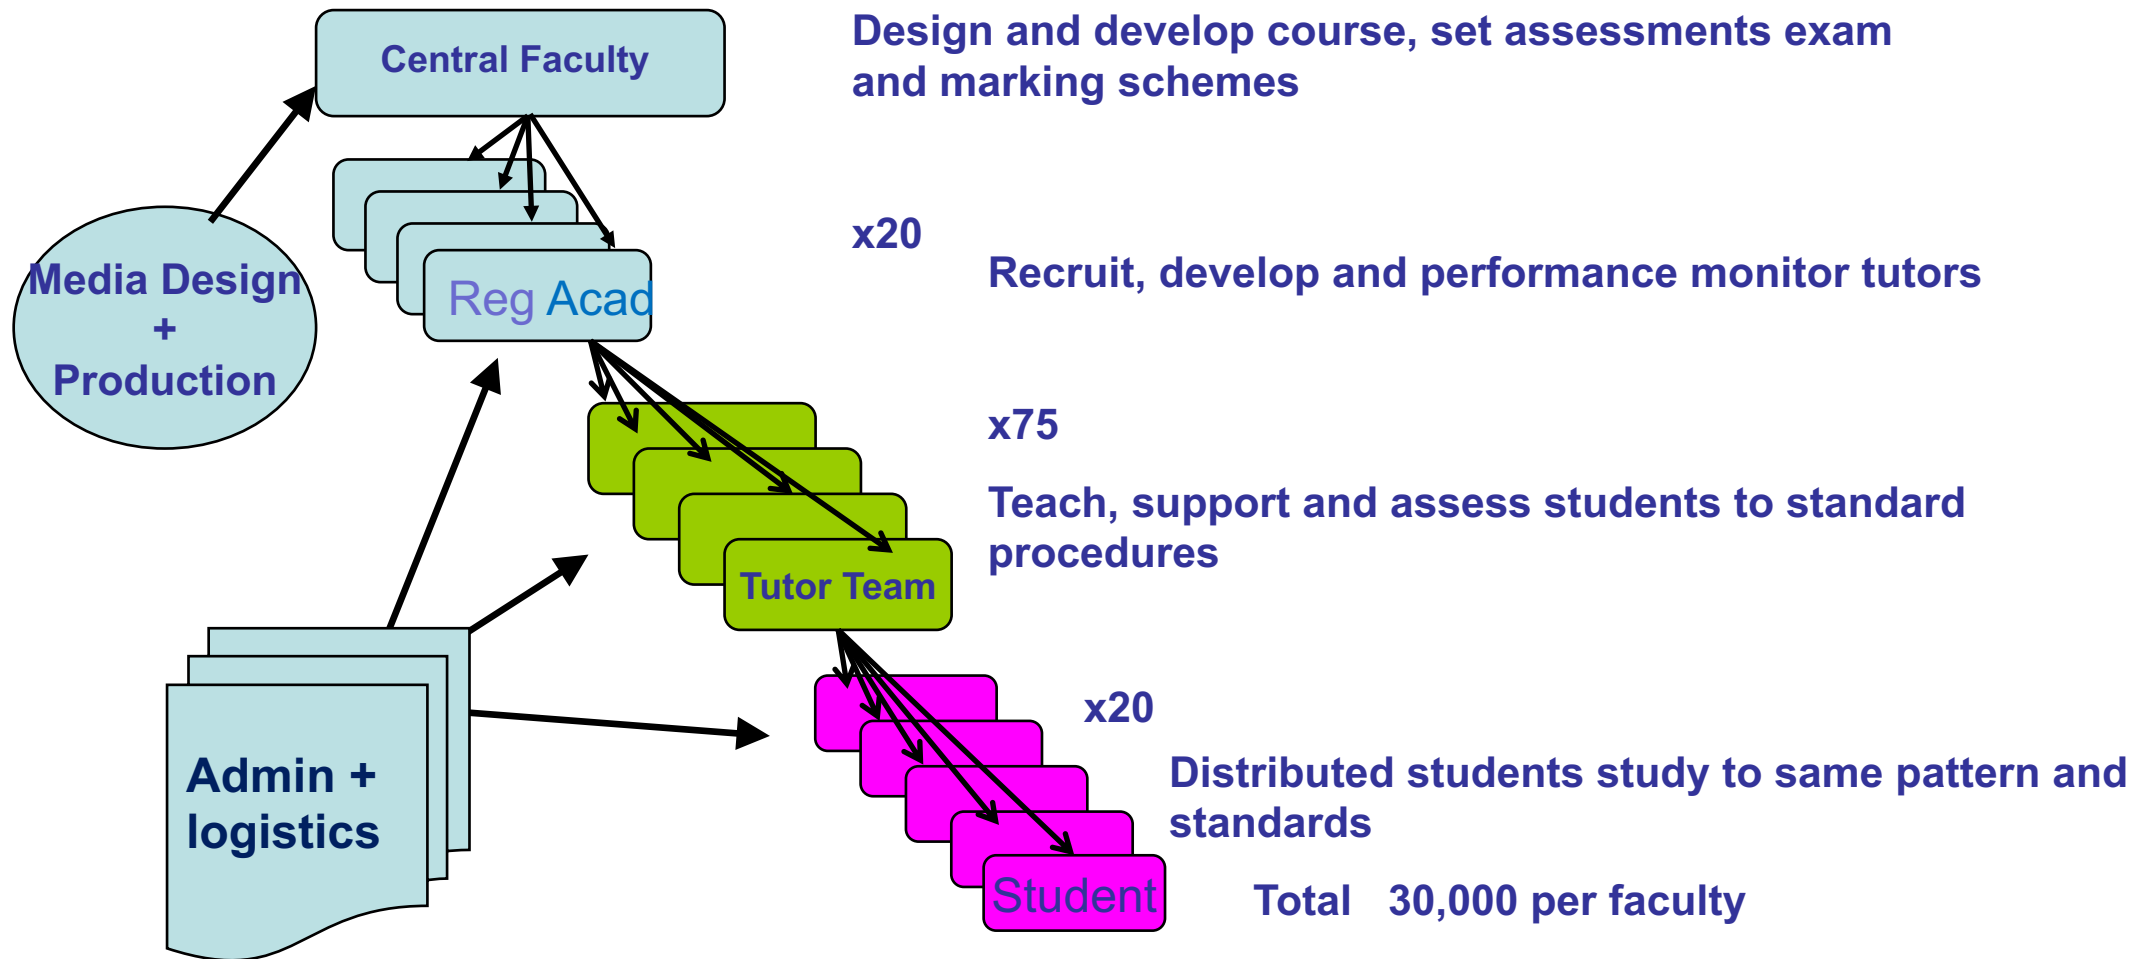 Central Faculty
Design and develop course, set assessments exam
and marking schemes
x20
Recruit, develop and performance monitor tutors
Media Design
+
Production
Reg Acad
x75
Teach, support and assess students to standard
procedures
Tutor Team
x20
Admin +
logistics
Distributed students study to same pattern and
standards
Student
Total 30,000 per faculty